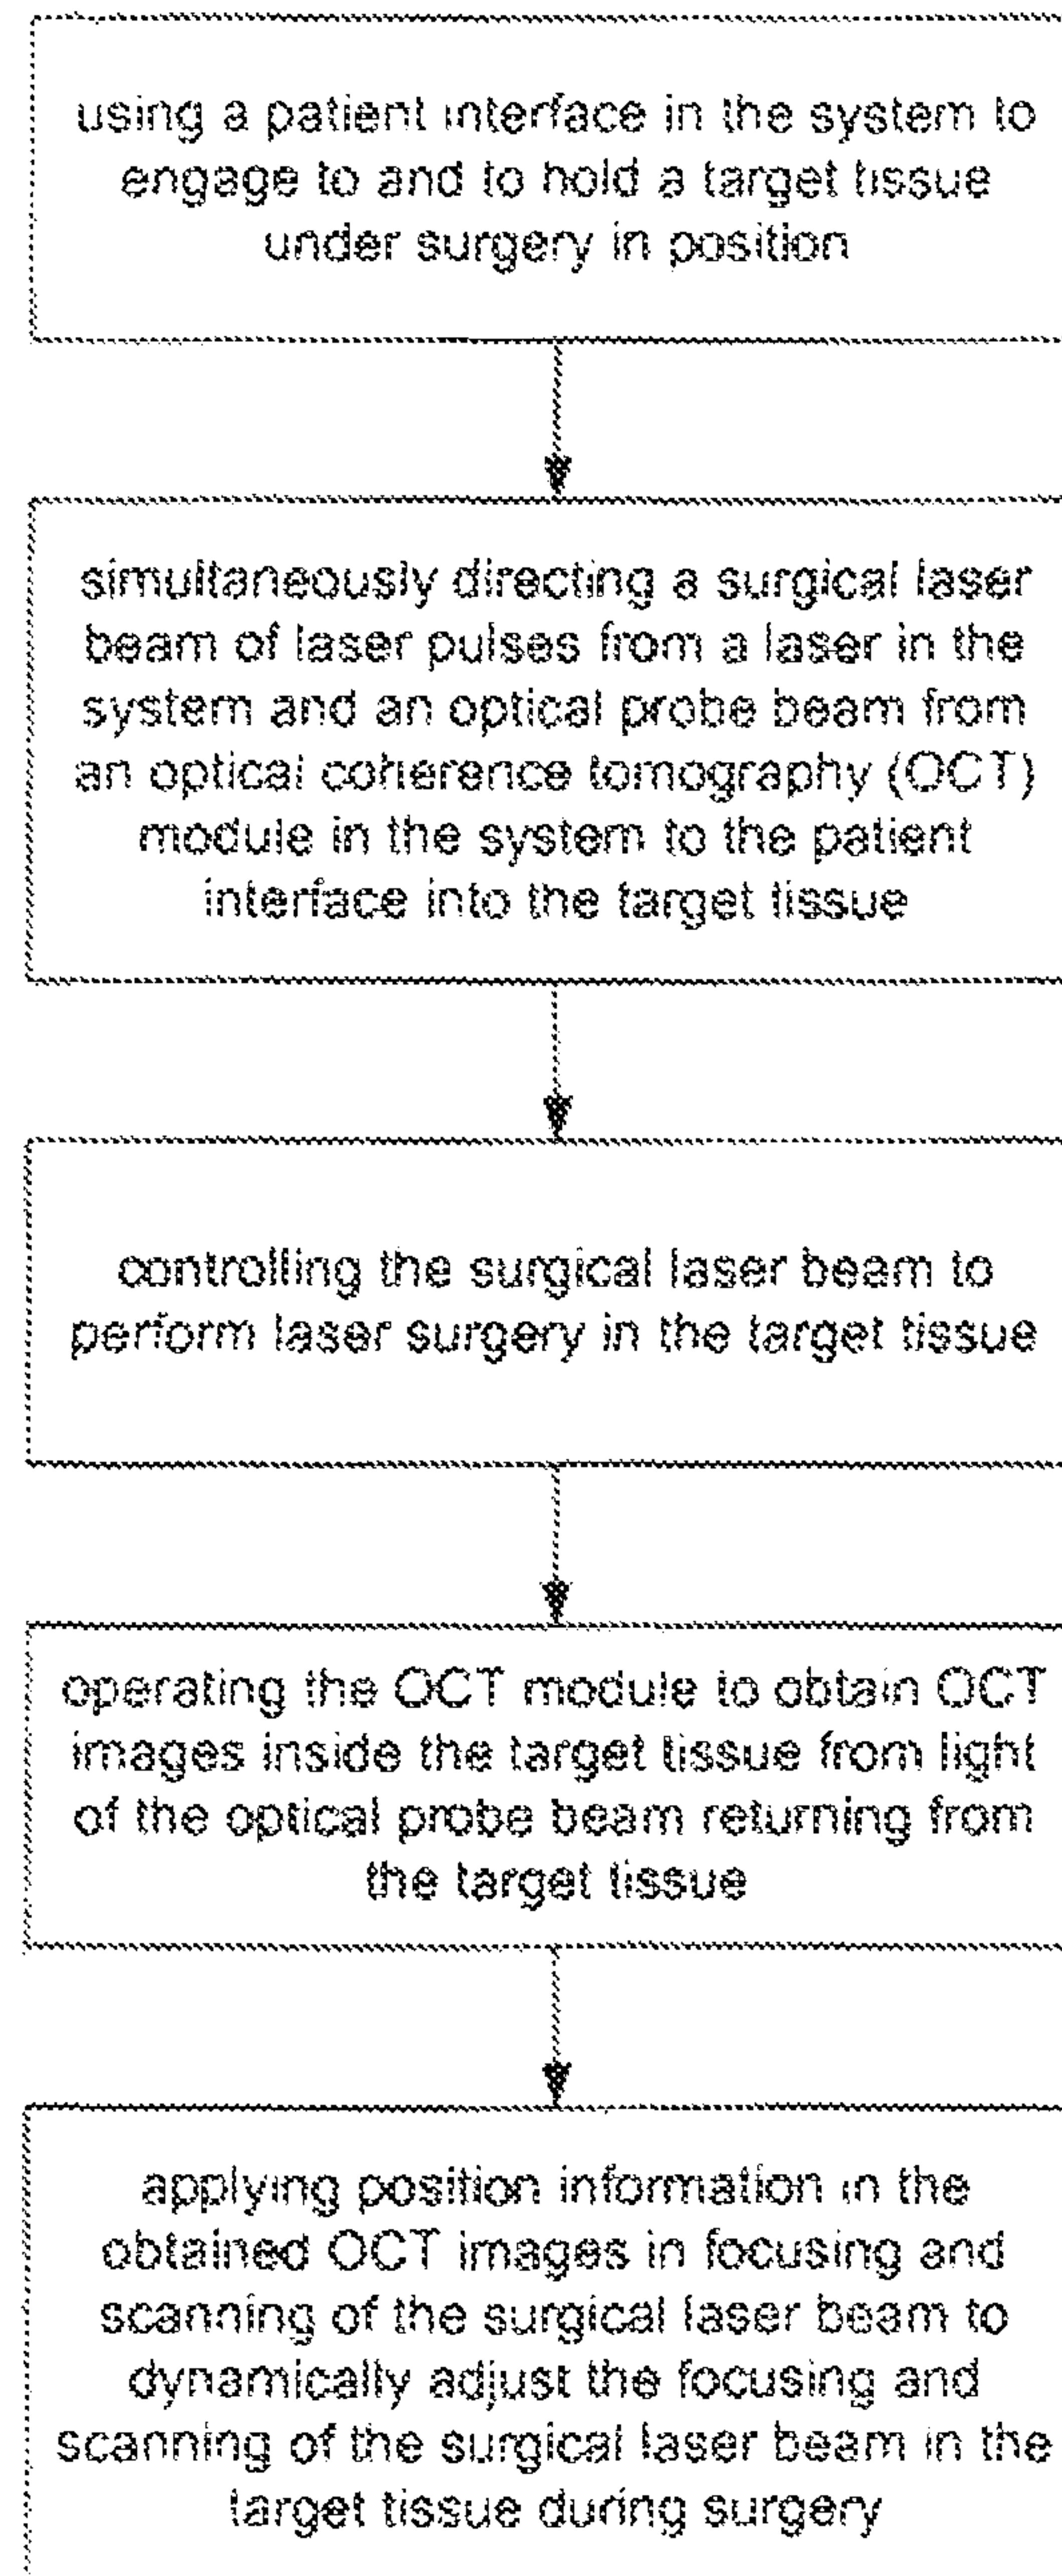 using a patient interface in the system to
engage to and to hold a target tissue
under surgery in position
simultaneously directing a surgical laser
beam of laser pulses from a laser in the
system and an optical probe beam from
an optical coherence tomography (OCT)
module in the system to the patient
interface into the target tissue
controlling the surgical laser beam to
perform laser surgery in the target tissue
operating the OCT module to obtain OCT
images inside the target tissue from light
of the optical probe beam returning from
the target tissue
applying position information in the
obtained OCT images in focusing and
scanning of the surgical laser beam to
dynamically adjust the focusing and
scanning of the surgical laser beam in the
target tissue during surgery